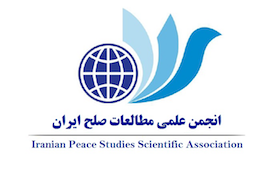 انجمن علمی مطالعات صلح ایران
Iranian Peace Studies Scientific Association